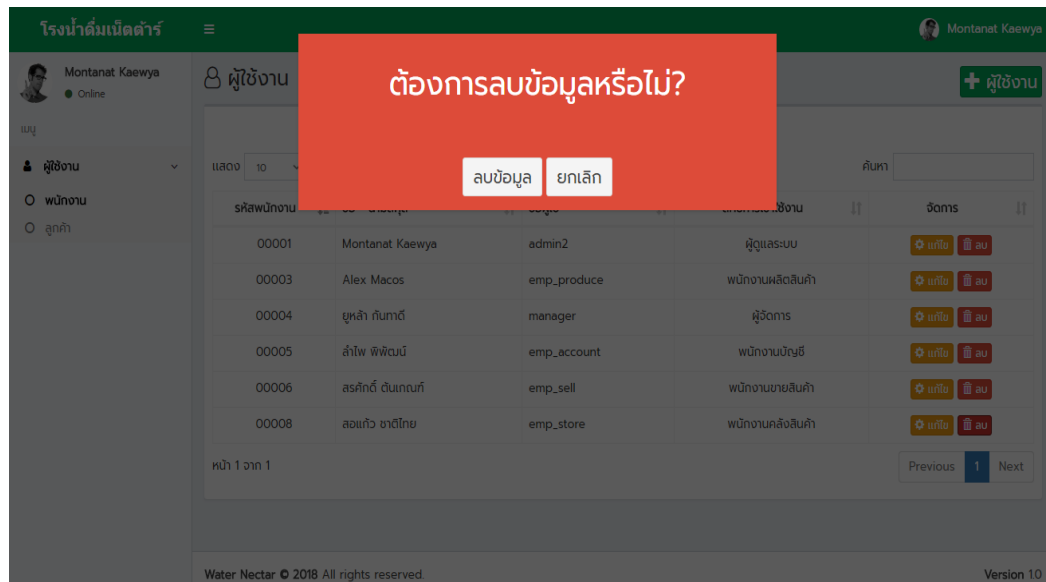 โรงน้ำดื่มเน็คต้าร์
Montanat Kaewya
Montanat Kaewya
Online
เมนู
ผู้ใช้งาน
พนักงาน
ลูกค้า
ผู้ใช้งาน
ผู้ใช้งาน
ต้องการลบข้อมูลหรือไม่?
ลบข้อมูล ยกเลิก
แสดง 10
ค้นหา
รหัสพนักงาน จัดการ
00001 Montanat Kaewya admin2 ผู้ดูแลระบบ แก้ไข ลบ
00003 Alex Macos emp_produce พนักงานผลิตสินค้า แก้ไข ลบ
00004 ยุหล้า กันทาดี manager ผู้จัดการ แก้ไข ลบ
00005 ลำไพ พิพัฒน์ emp_account พนักงานบัญชี แก้ไข ลบ
00006 สรศักดิ์ ตันเกณฑ์ emp_sell พนักงานขายสินค้า แก้ไข ลบ
00008 สอแก้ว ชาติไทย emp_store พนักงานคลังสินค้า แก้ไข ลบ
หน้า 1 จาก 1
Previous 1 Next
Water Nectar © 2018 All rights reserved.
Version 1.0